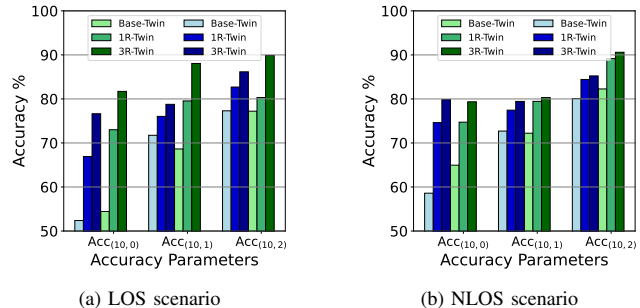 100
90
80
70
60
50
Accuracy %
Base-Twin
1R-Twin
3R-Twin
Base-Twin
1R-Twin
3R-Twin
Acc(10, 0)
Acc(10, 1)
Acc(10, 2)
Accuracy Parameters
(a) LOS scenario
100
90
80
70
60
50
Accuracy %
Base-Twin
1R-Twin
3R-Twin
Base-Twin
1R-Twin
3R-Twin
Acc(10, 0)
Acc(10, 1)
Acc(10, 2)
Accuracy Parameters
(b) NLOS scenario